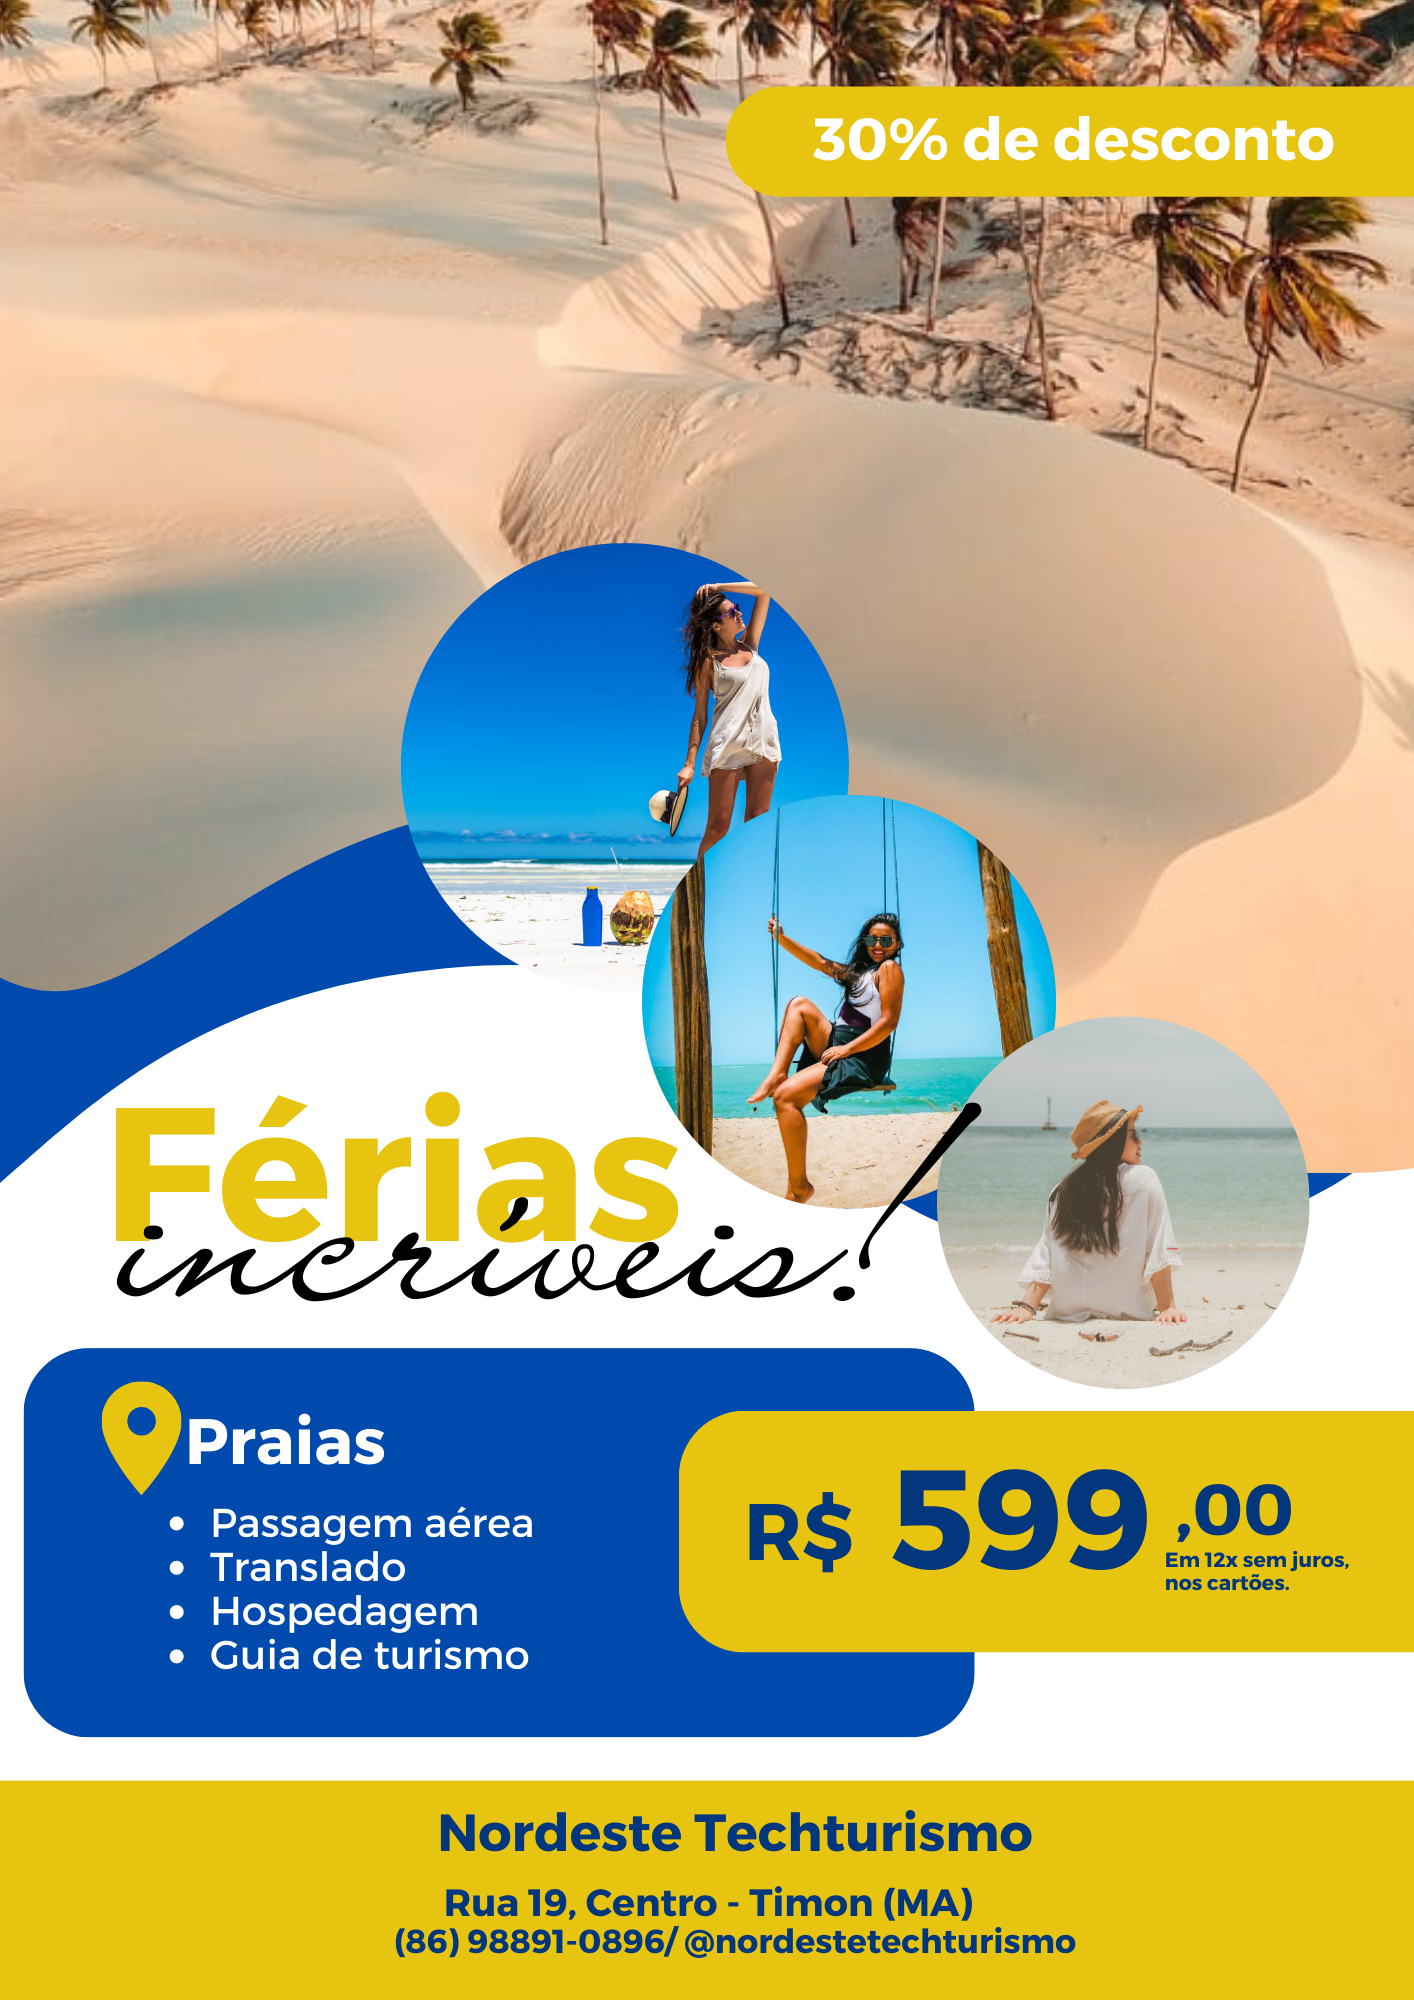 30% de desconto
Férias
incríveis!
Praias
• Passagem aérea
• Translado
• Hospedagem
• Guia de turismo
R$ 599,00
Em 12x sem juros,
nos cartões.
Nordeste Techturismo
Rua 19, Centro - Timon (MA)
(86) 98891-0896/ @nordestetechturismo